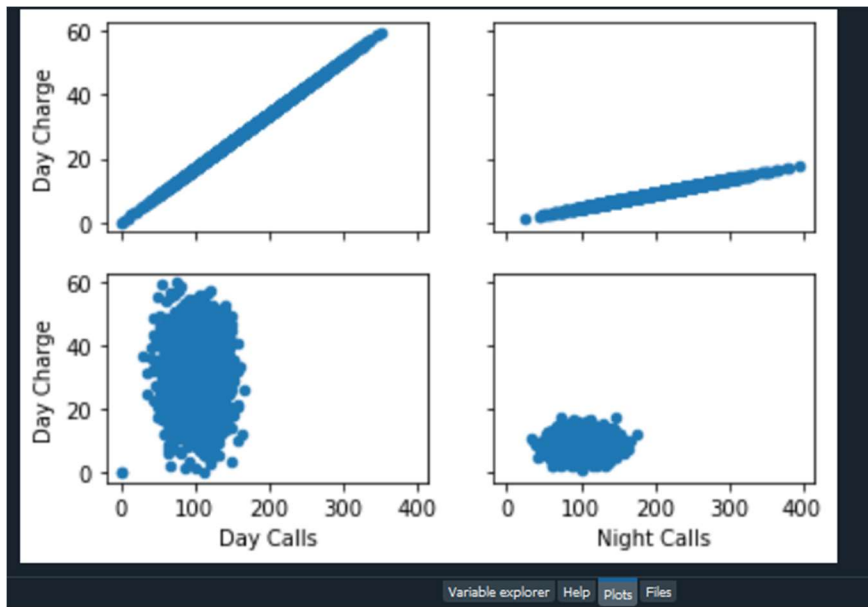 60
40
20
0
Day Charge
60
40
20
0
Day Charge
0 100 200 300 400
Day Calls
0 100 200 300 400
Night Calls
Variable explorer Help Plots Files